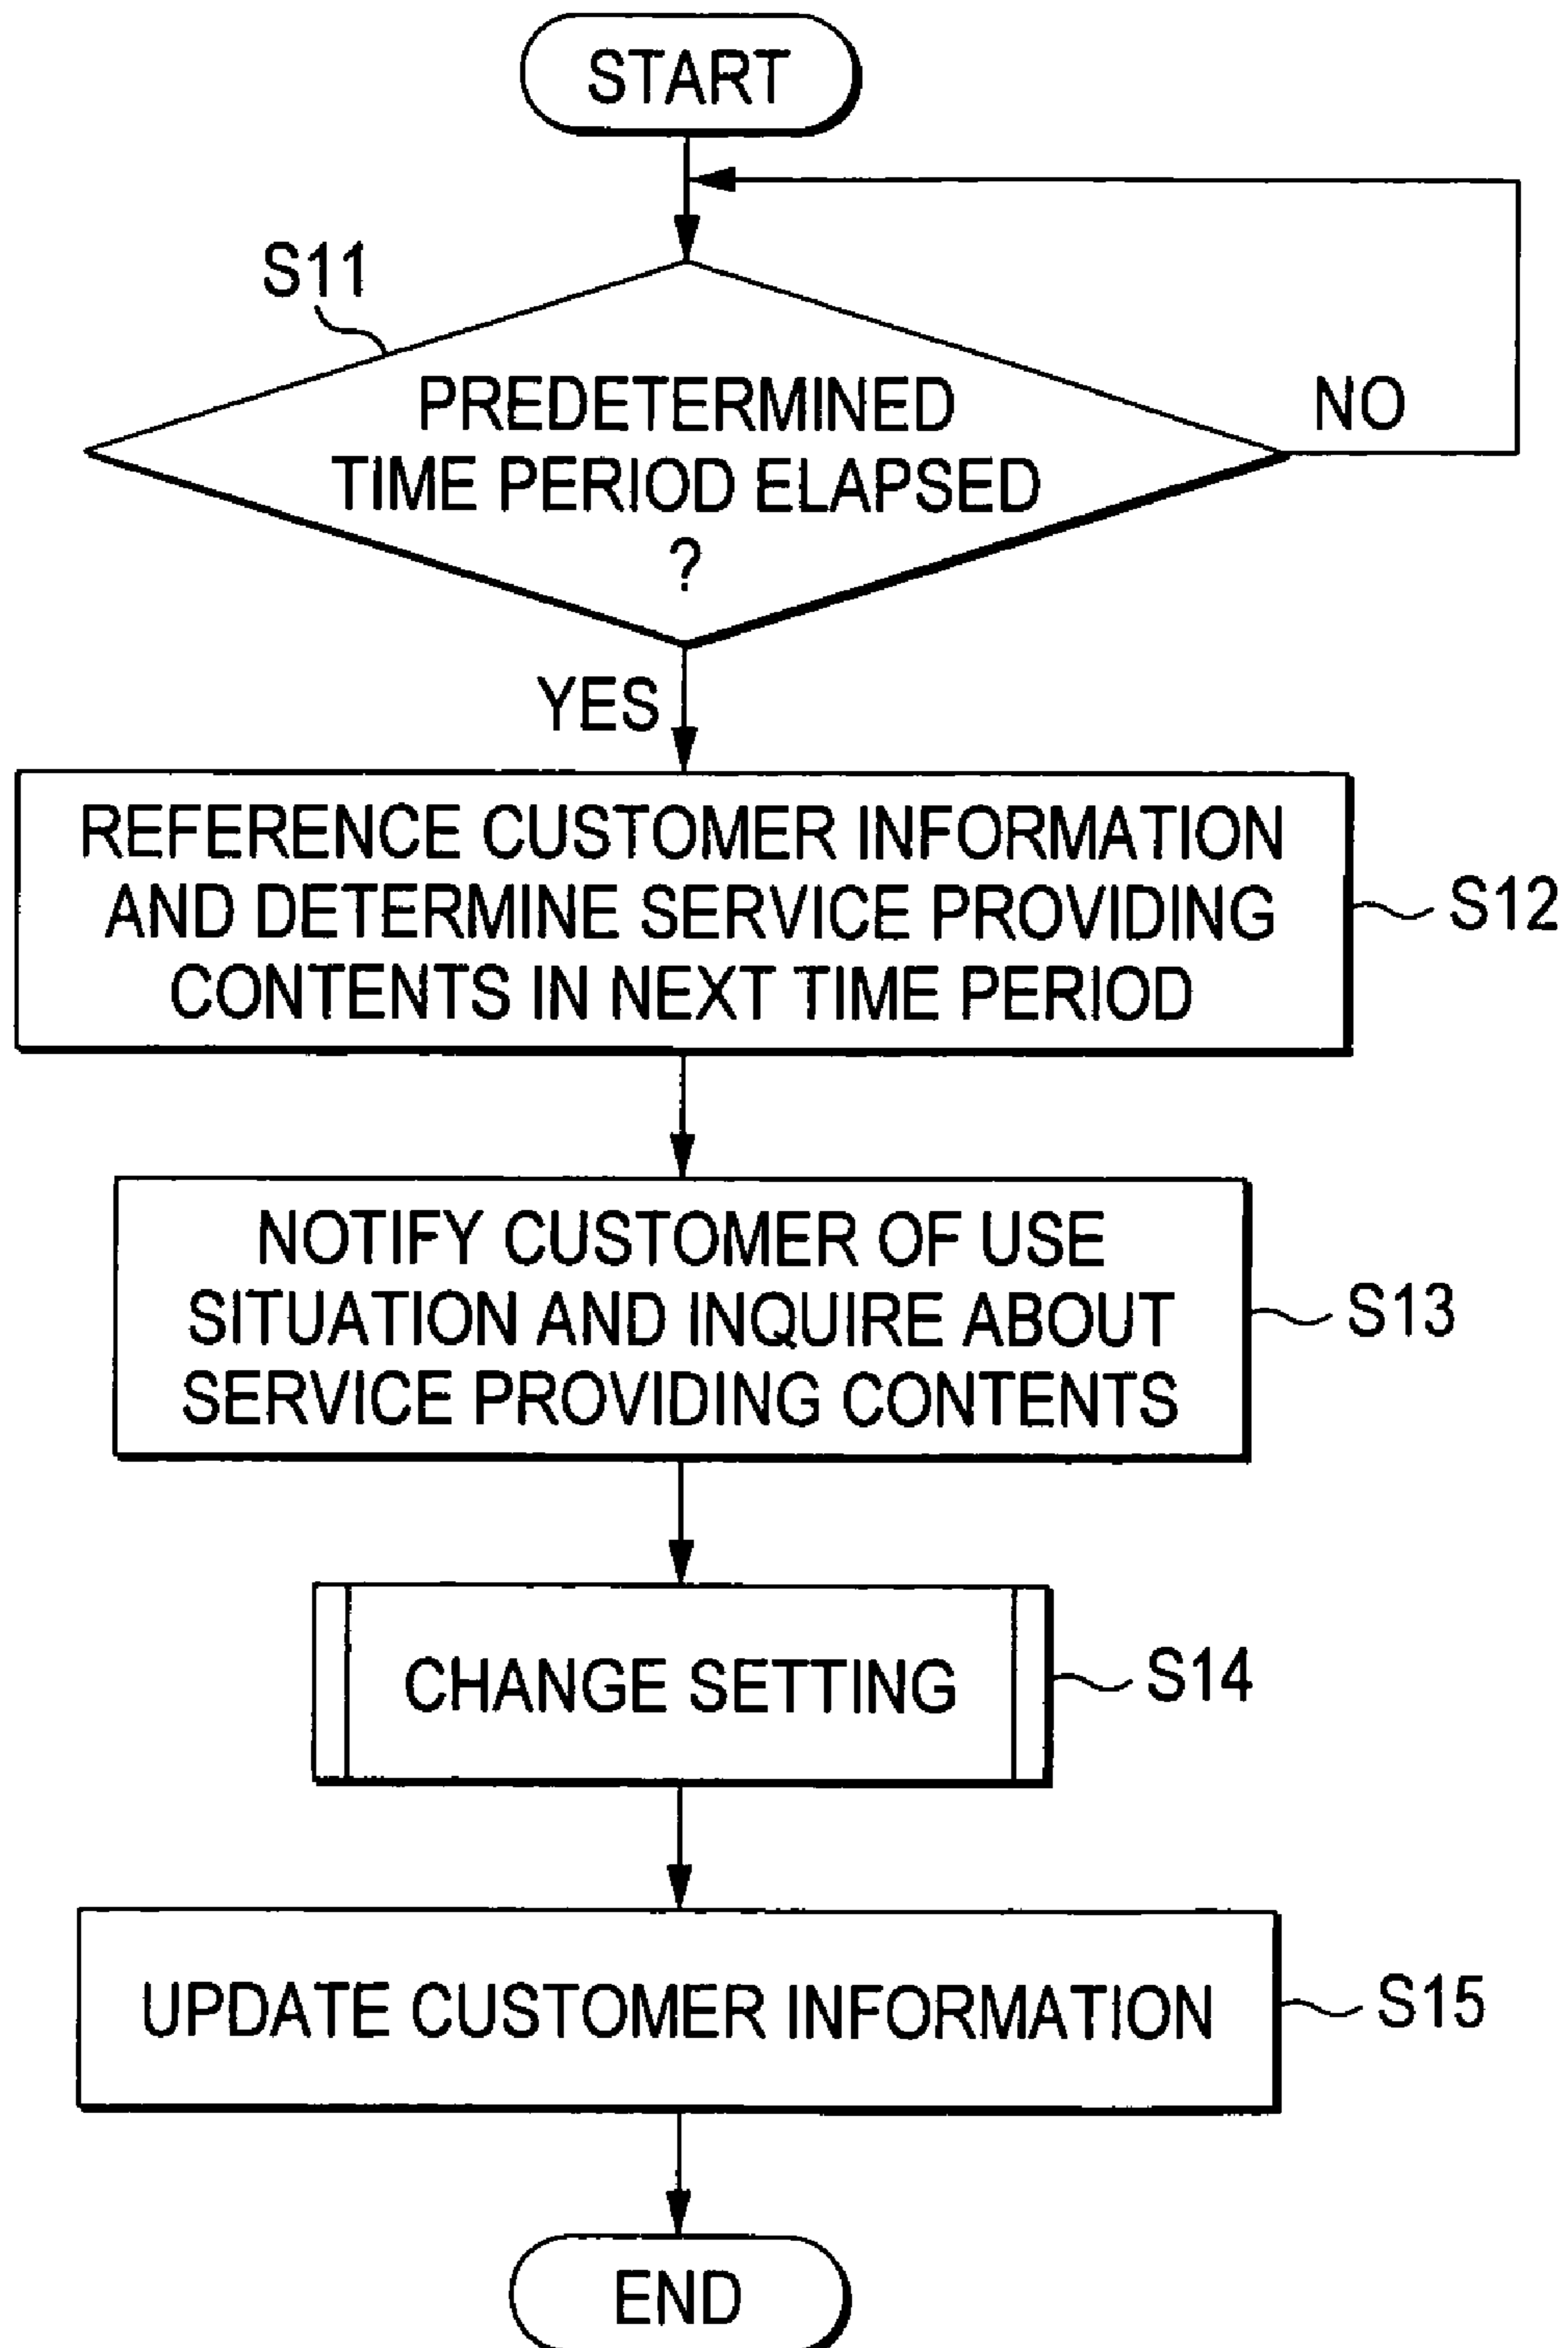 START
S11
PREDETERMINED
TIME PERIOD ELAPSED
?
NO
YES
REFERENCE CUSTOMER INFORMATION
AND DETERMINE SERVICE PROVIDING
CONTENTS IN NEXT TIME PERIOD
S12
NOTIFY CUSTOMER OF USE
SITUATION AND INQUIRE ABOUT
SERVICE PROVIDING CONTENTS
S13
CHANGE SETTING
S14
UPDATE CUSTOMER INFORMATION
S15
END